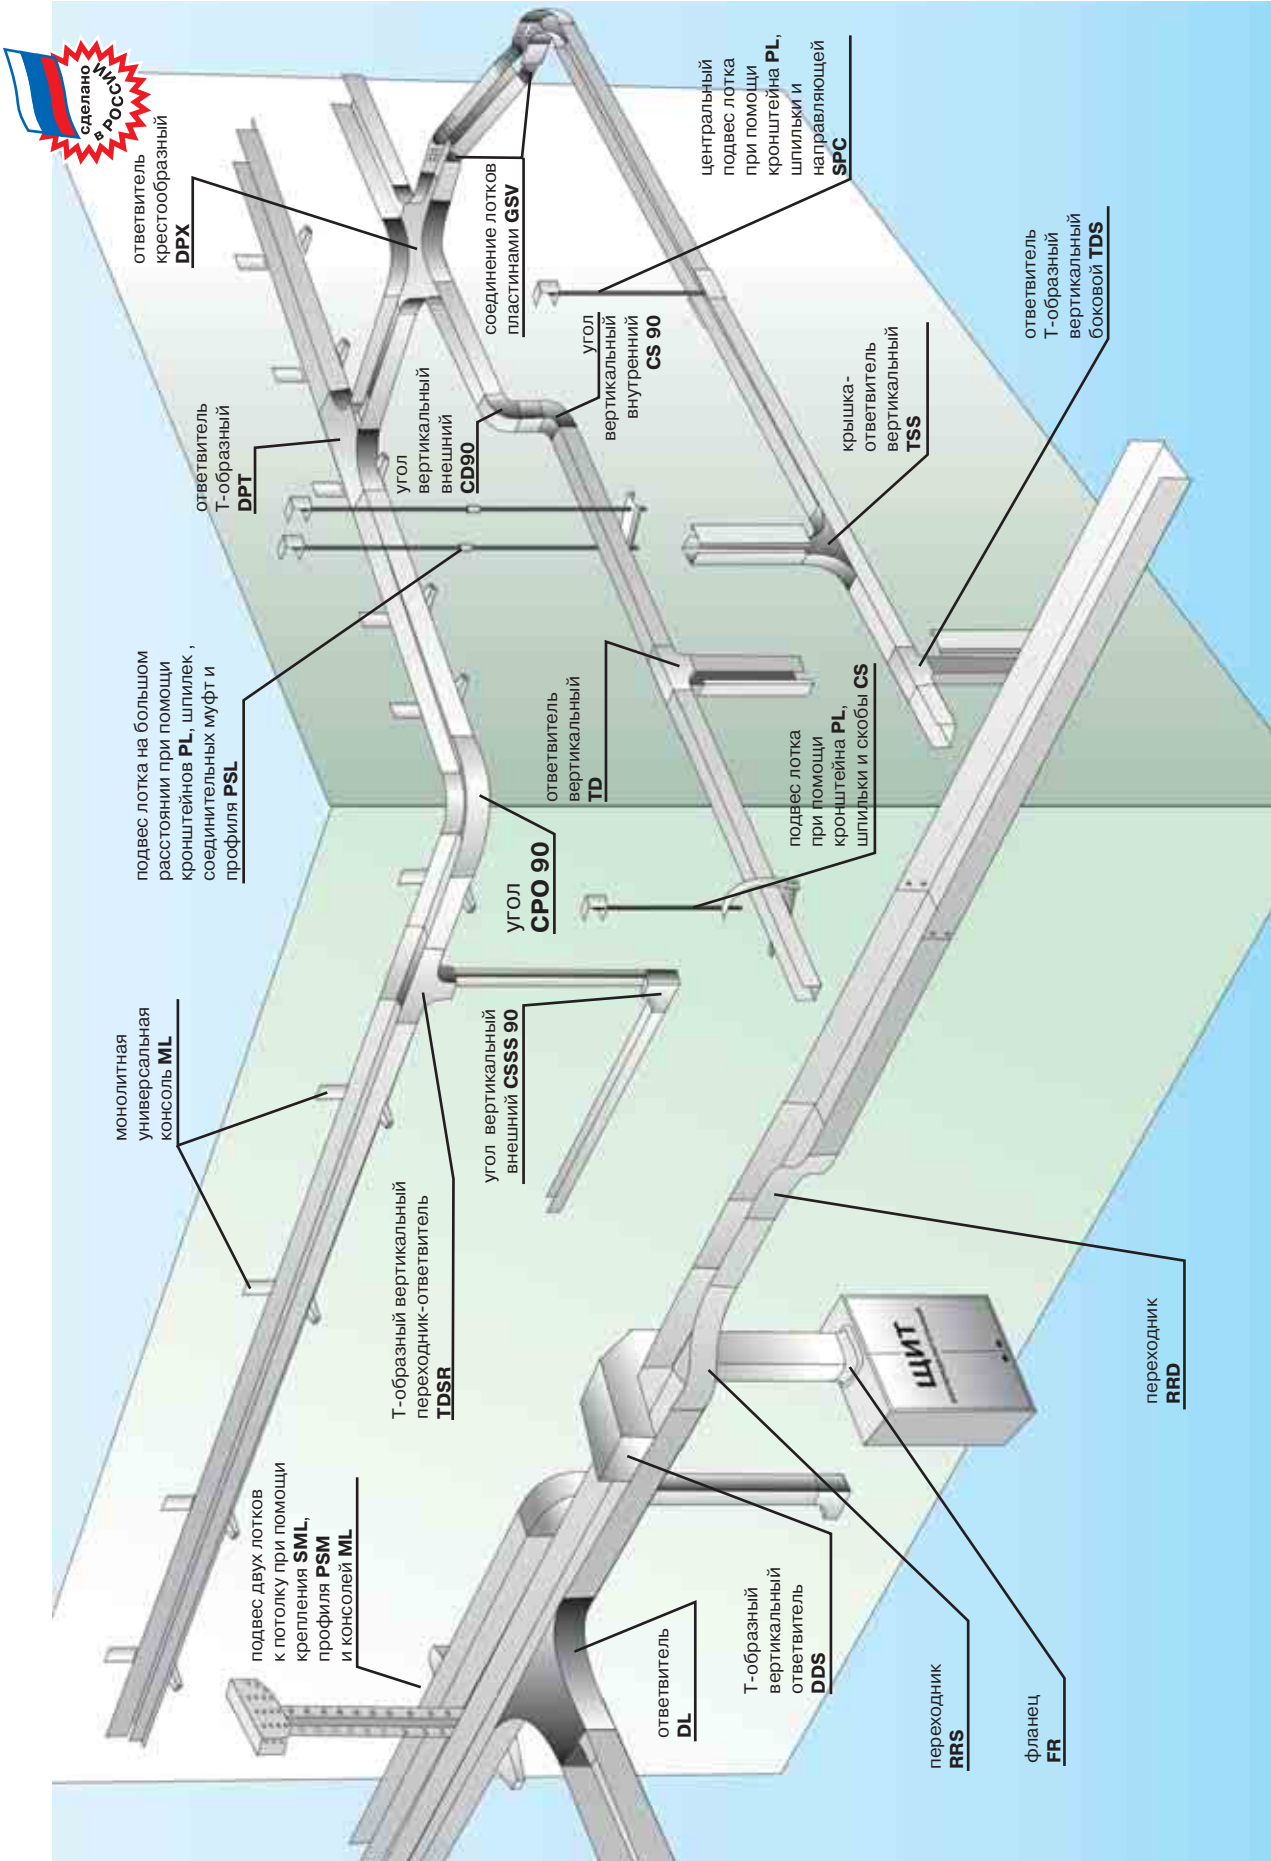 сделано
в РОССИИ
ответвитель
крестообразный
DPX
ответвитель
Т-образный
DPT
подвес лотка на большом
расстоянии при помощи
кронштейнов PL, шпилек ,
соединительных муфт и
профиля PSL
монолитная
универсальная
консоль ML
подвес двух лотков
к потолку при помощи
крепления SML,
профиля PSM
и консолей ML
центральный
подвес лотка
при помощи
кронштейна PL,
шпильки и
направляющей
SPC
соединение лотков
пластинами GSV
угол
вертикальный
внутренний
CS 90
угол
вертикальный
внешний
CD90
угол
CPO 90
угол вертикальный
внешний CSSS 90
Т-образный вертикальный
переходник-ответвитель
TDSR
ответвитель
вертикальный
TD
подвес лотка
при помощи
кронштейна PL,
шпильки и скобы CS
крышка-
ответвитель
вертикальный
TSS
ответвитель
Т-образный
вертикальный
боковой TDS
ответвитель
DL
Т-образный
вертикальный
ответвитель
DDS
ЩИТ
переходник
RRS
фланец
FR
переходник
RRD